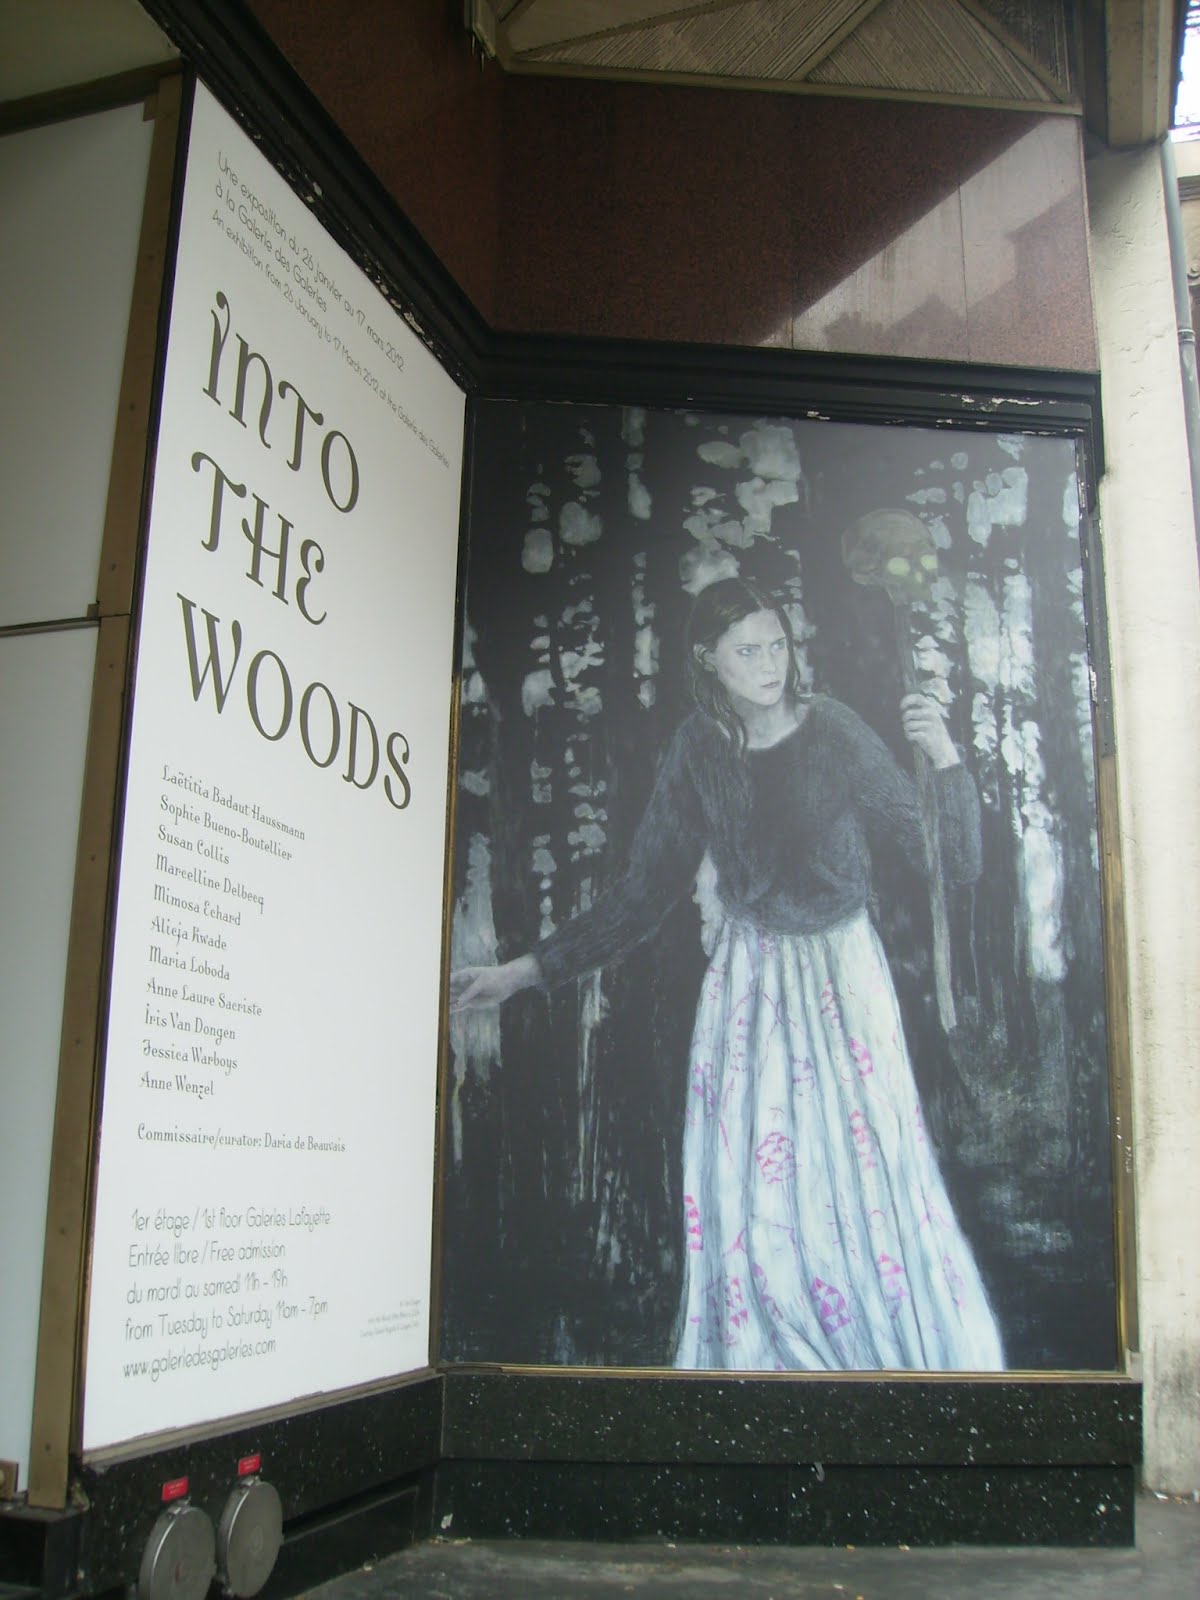 Une exposition du 26 janvier au 17 mars 2012
à la Galerie des Galeries
An exhibition from 26 January to 17 March 2012 at the Galerie des Galeries
INTO
THE
WOODS
Laëtitia Badaut Haussmann
Sophie Bueno-Boutellier
Susan Collis
Marcelline Delbecq
Mimosa Echard
Alicja Kwade
Maria Loboda
Anne Laure Sacriste
Iris Van Dongen
Jessica Warboys
Anne Wenzel
Commissaire/curator: Daria de Beauvais
1er étage / 1st floor Galeries Lafayette
Entrée libre / Free admission
du mardi au samedi 11h - 19h
from Tuesday to Saturday 11am - 7pm
www.galeriedesgaleries.com